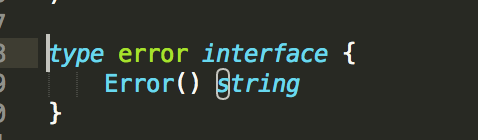 type error interface {
    Error() string
}